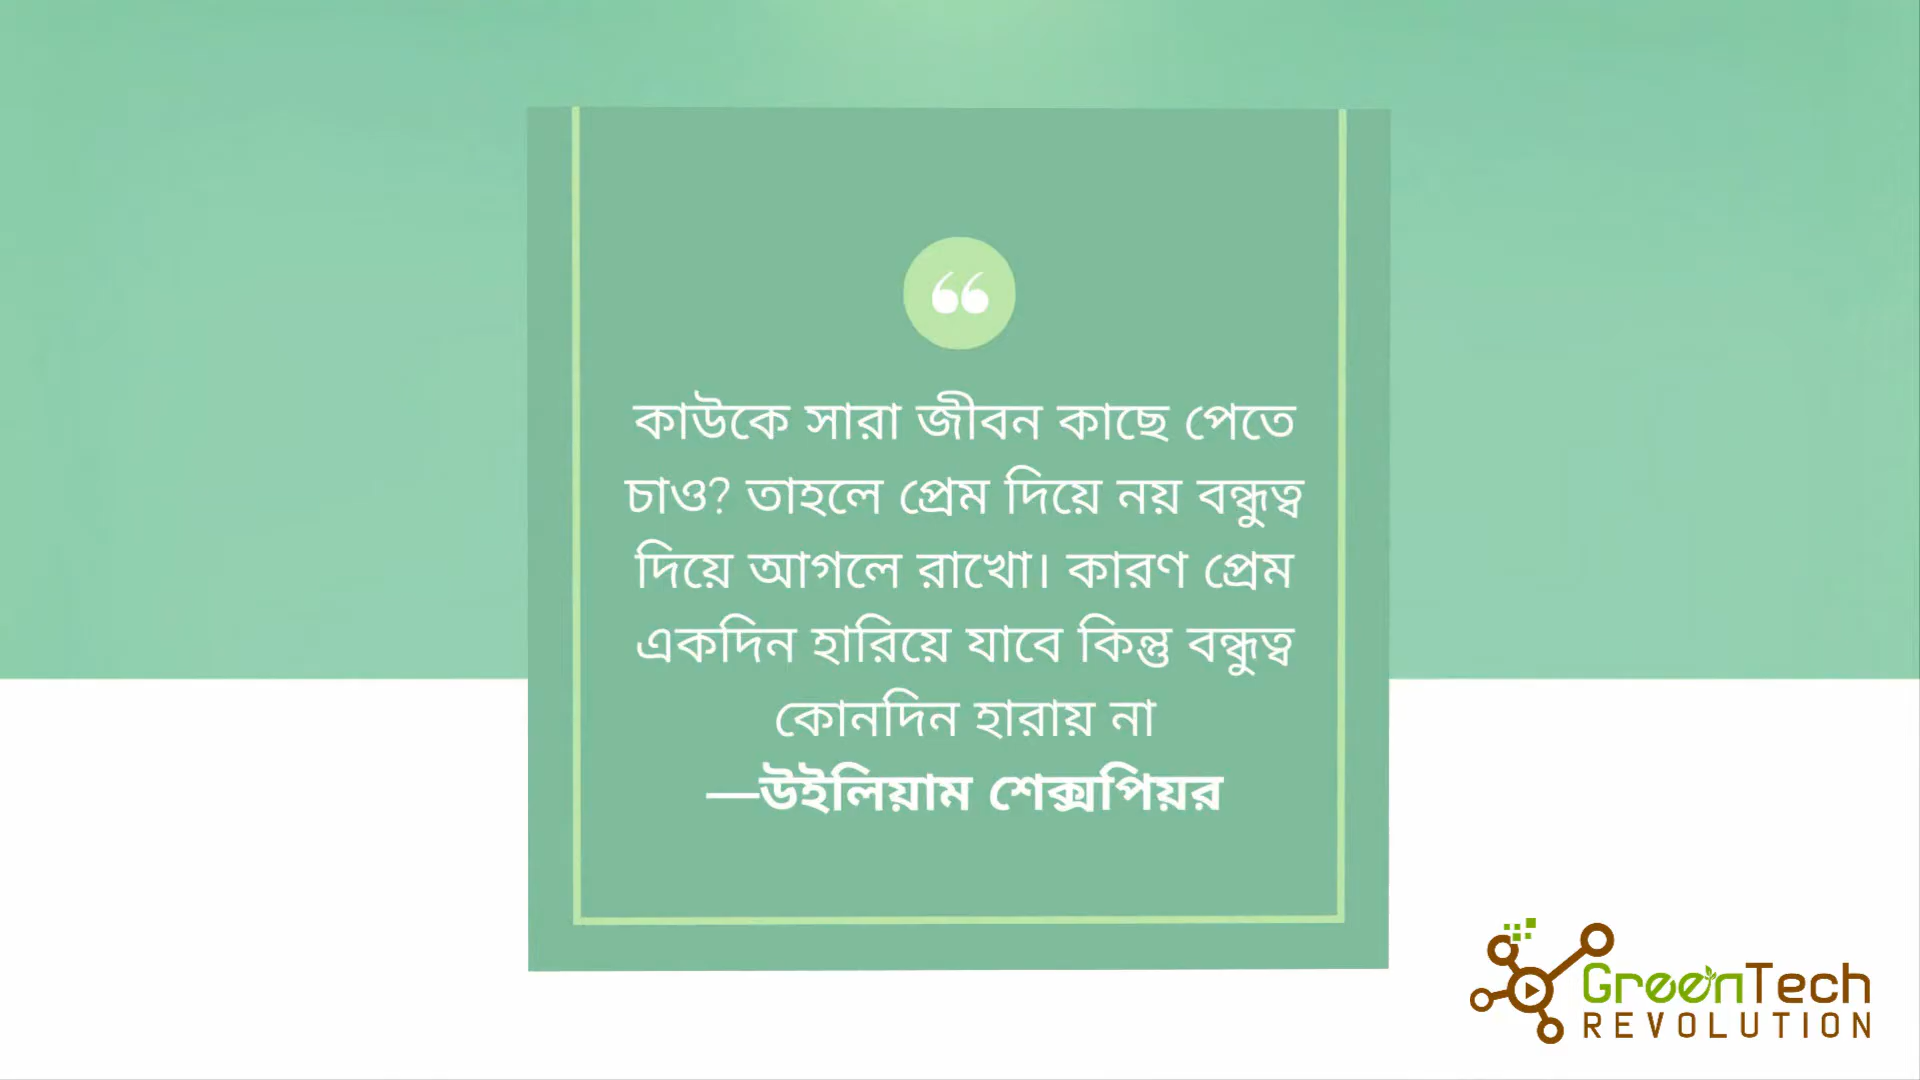 ❝
কাউকে সারা জীবন কাছে পেতে
চাও? তাহলে প্রেম দিয়ে নয় বন্ধুত্ব
দিয়ে আগলে রাখো। কারণ প্রেম
একদিন হারিয়ে যাবে কিন্তু বন্ধুত্ব
কোনদিন হারায় না
—উইলিয়াম শেক্সপিয়র
GreenTech
REVOLUTION